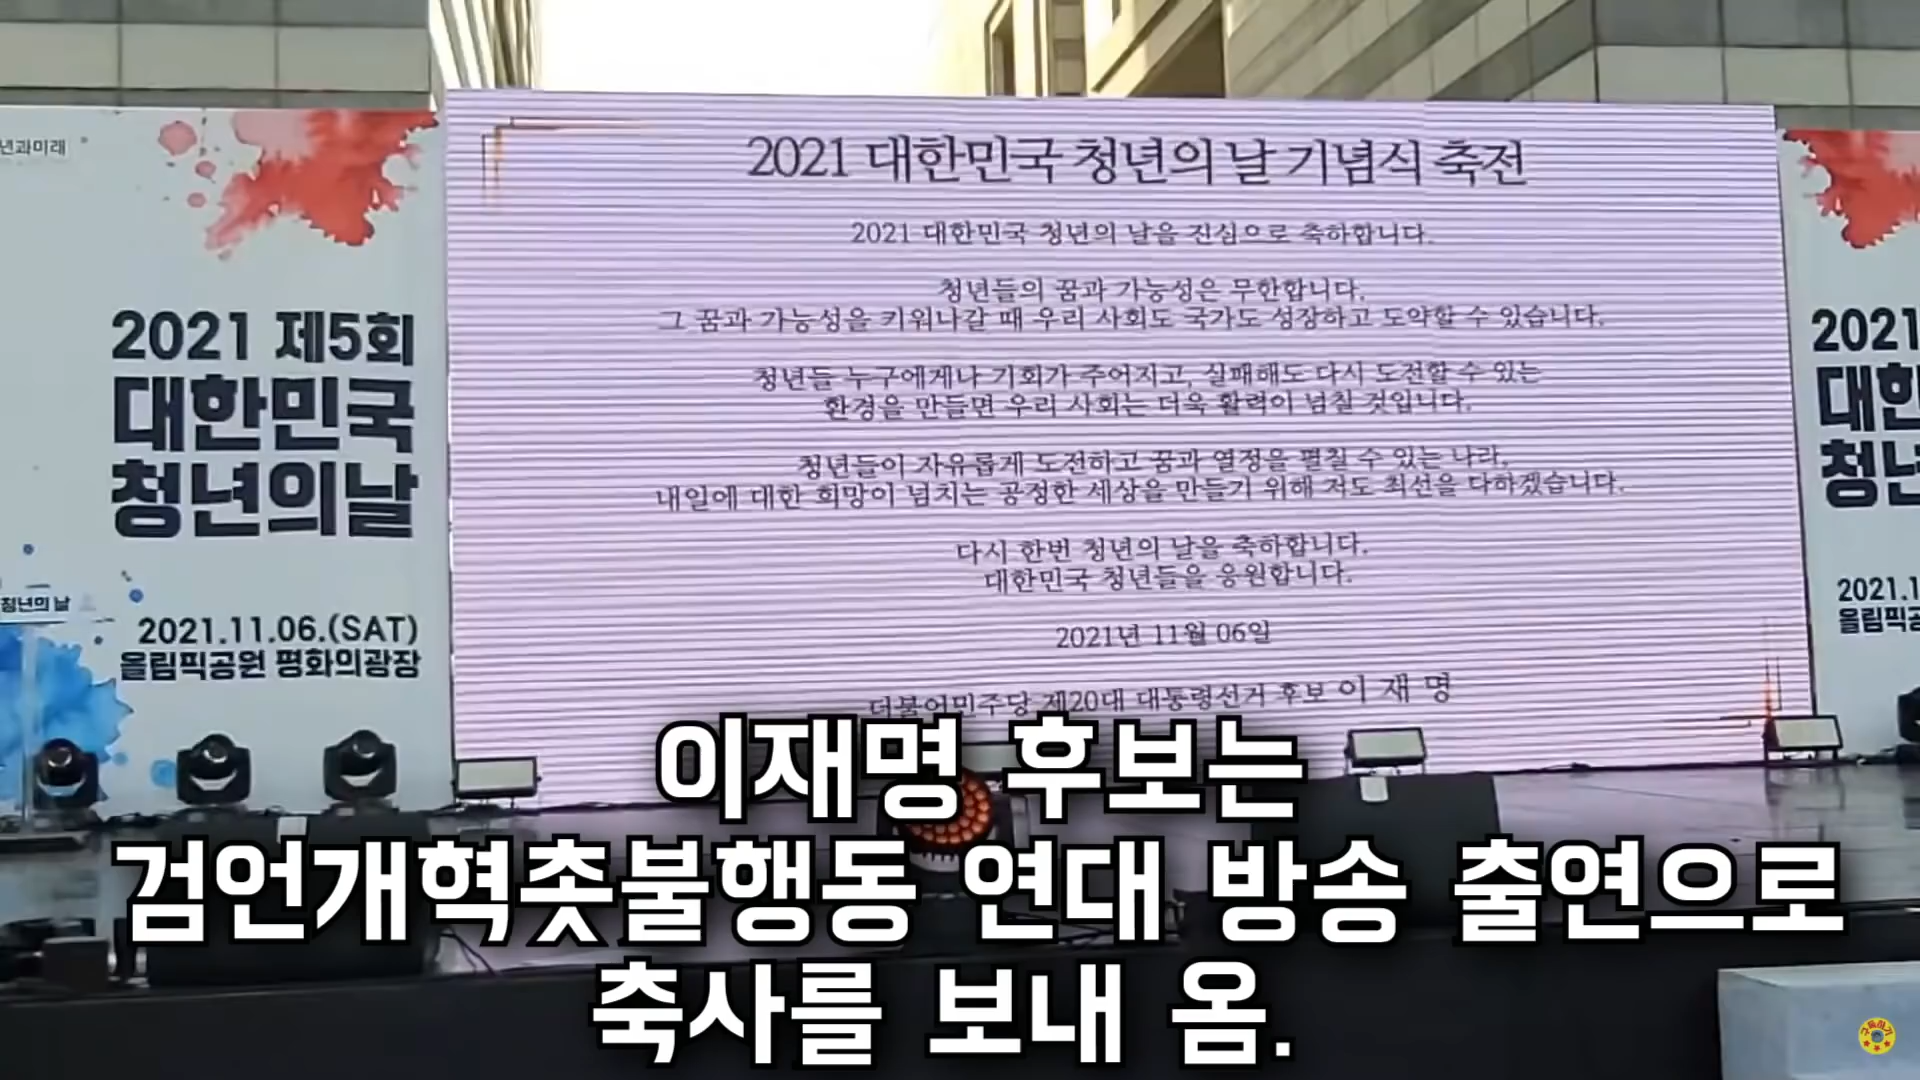 년과미래
2021 제5회
대한민국
청년의날
청년의 날
2021.11.06.(SAT)
올림픽공원 평화의광장
2021 대한민국 청년의 날 기념식 축전
2021 대한민국 청년의 날을 진심으로 축하합니다.
청년들의 꿈과 가능성은 무한합니다.
그 꿈과 가능성을 키워나갈 때 우리 사회도 국가도 성장하고 도약할 수 있습니다.
청년들 누구에게나 기회가 주어지고, 실패해도 다시 도전할 수 있는
환경을 만들면 우리 사회는 더욱 활력이 넘칠 것입니다.
청년들이 자유롭게 도전하고 꿈과 열정을 펼칠 수 있는 나라,
내일에 대한 희망이 넘치는 공정한 세상을 만들기 위해 저도 최선을 다하겠습니다.
다시 한번 청년의 날을 축하합니다.
대한민국 청년들을 응원합니다.
2021년 11월 06일
더불어민주당 제20대 대통령선거 후보 이 재 명
2021
대한
청년
2021.1
올림픽공
이재명 후보는
검언개혁촛불행동 연대 방송 출연으로
축사를 보내 옴.
구독하기